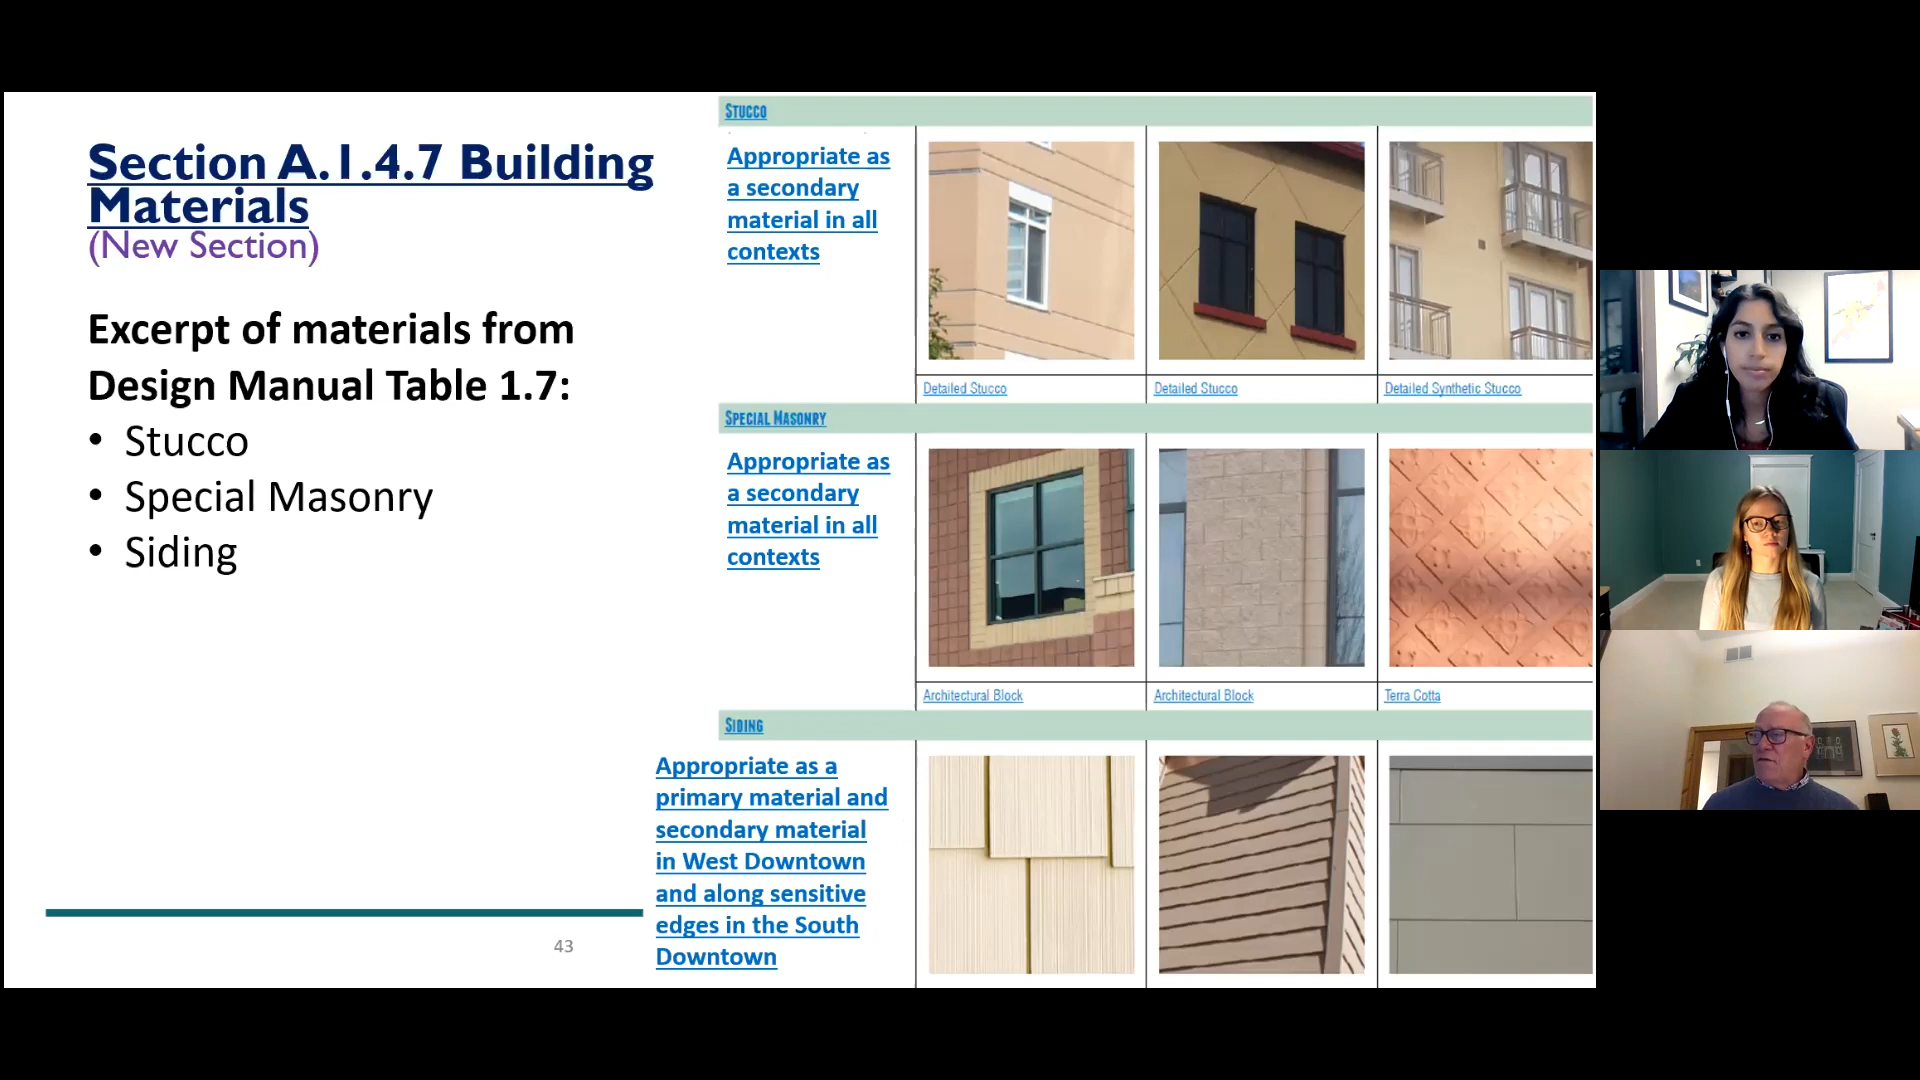 Section A.1.4.7 Building
Materials
(New Section)
Excerpt of materials from
Design Manual Table 1.7:
• Stucco
• Special Masonry
• Siding
43
STUCCO
Appropriate as
a secondary
material in all
contexts
Detailed Stucco
Detailed Stucco
Detailed Synthetic Stucco
SPECIAL MASONRY
Appropriate as
a secondary
material in all
contexts
Architectural Block
Architectural Block
Terra Cotta
SIDING
Appropriate as a
primary material and
secondary material
in West Downtown
and along sensitive
edges in the South
Downtown